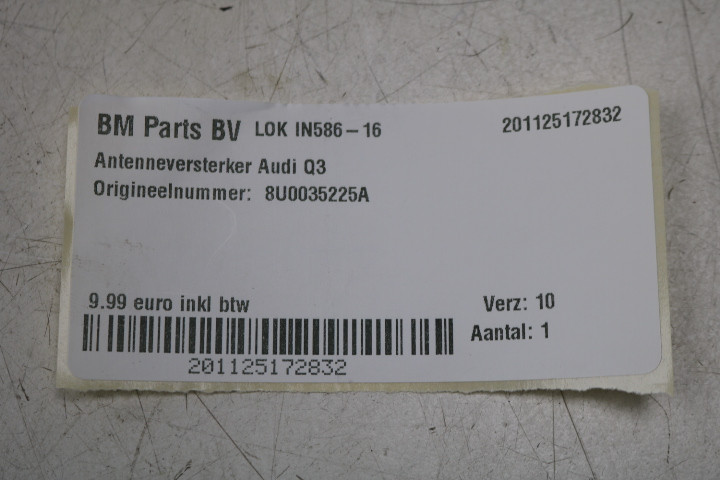 BM Parts BV LOK IN586-16 201125172832
Antenneversterker Audi Q3
Origineelnummer: 8U0035225A
9.99 euro inkl btw Verz: 10
Aantal: 1
201125172832